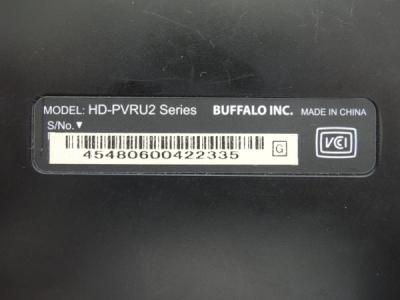 MODEL: HD-PVRU2 Series BUFFALO INC. MADE IN CHINA
S/No.▼
45480600422335 G
VCI